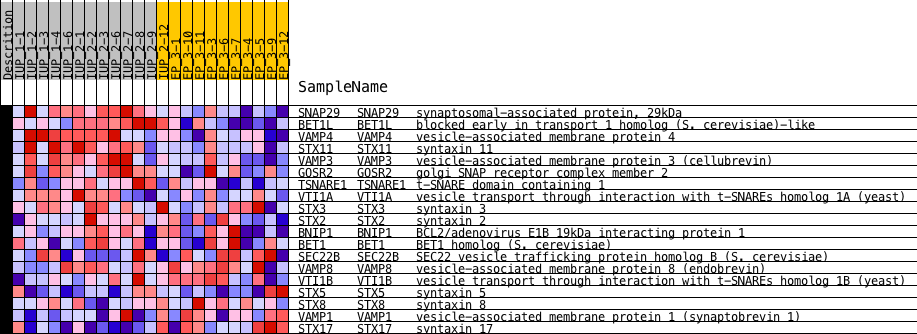 Descrition
IUP_1-1
IUP_1-2
IUP_1-3
IUP_1-4
IUP_1-6
IUP_2-1
IUP_2-2
IUP_2-3
IUP_2-6
IUP_2-7
IUP_2-8
IUP_2-9
IUP_2-12
EP_3-1
EP_3-10
EP_3-11
EP_3-3
EP_3-6
EP_3-7
EP_3-4
EP_3-5
EP_3-9
EP_3-12
SampleName
SNAP29 SNAP29 synaptosomal-associated protein, 29kDa
BET1L BET1L blocked early in transport 1 homolog (S. cerevisiae)-like
VAMP4 VAMP4 vesicle-associated membrane protein 4
STX11 STX11 syntaxin 11
VAMP3 VAMP3 vesicle-associated membrane protein 3 (cellubrevin)
GOSR2 GOSR2 golgi SNAP receptor complex member 2
TSNARE1 TSNARE1 t-SNARE domain containing 1
VTI1A VTI1A vesicle transport through interaction with t-SNAREs homolog 1A (yeast)
STX3 STX3 syntaxin 3
STX2 STX2 syntaxin 2
BNIP1 BNIP1 BCL2/adenovirus E1B 19kDa interacting protein 1
BET1 BET1 BET1 homolog (S. cerevisiae)
SEC22B SEC22B SEC22 vesicle trafficking protein homolog B (S. cerevisiae)
VAMP8 VAMP8 vesicle-associated membrane protein 8 (endobrevin)
VTI1B VTI1B vesicle transport through interaction with t-SNAREs homolog 1B (yeast)
STX5 STX5 syntaxin 5
STX8 STX8 syntaxin 8
VAMP1 VAMP1 vesicle-associated membrane protein 1 (synaptobrevin 1)
STX17 STX17 syntaxin 17